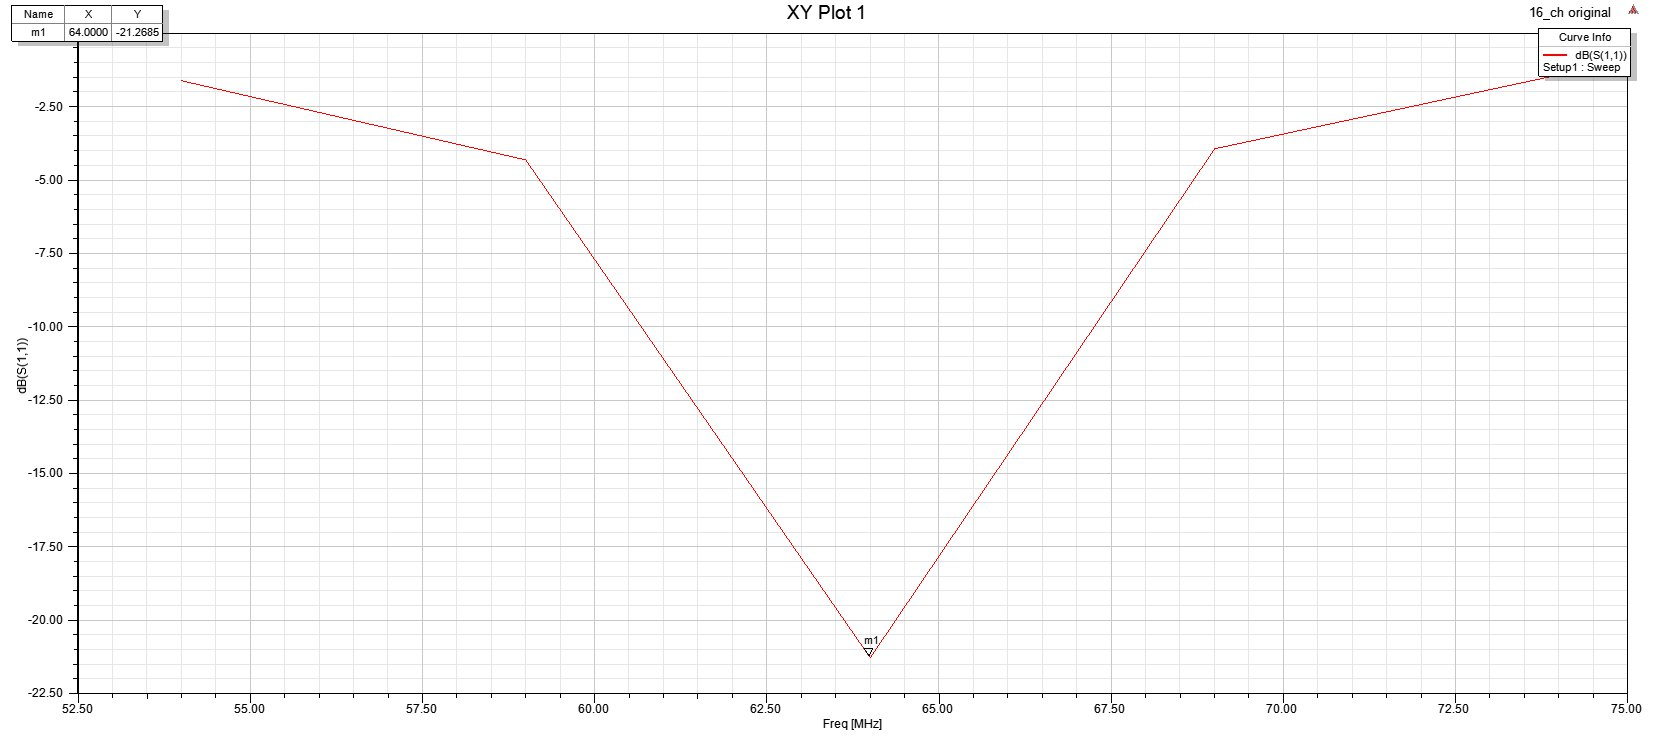 XY Plot 1
16_ch original
Name X Y
m1 64.0000 -21.2685
Curve Info
dB(S(1,1))
Setup1 : Sweep
-2.50
-5.00
-7.50
-10.00
-12.50
-15.00
-17.50
-20.00
-22.50
dB(S(1,1))
m1
52.50 55.00 57.50 60.00 62.50 65.00 67.50 70.00 72.50 75.00
Freq [MHz]